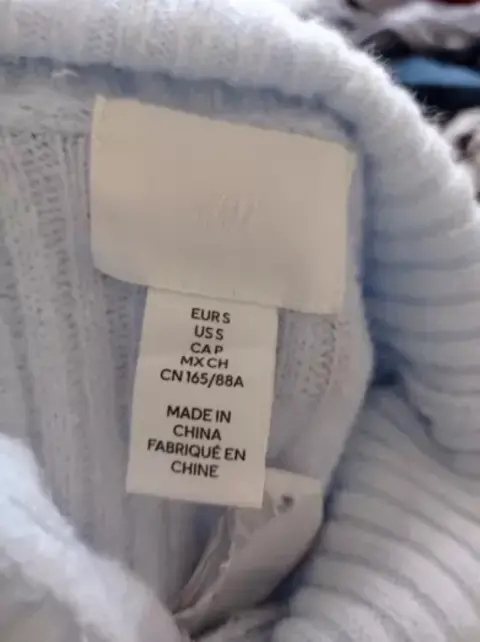 EUR S
US S
CA P
MX CH
CN 165/88A
MADE IN
CHINA
FABRIQUÉ EN
CHINE